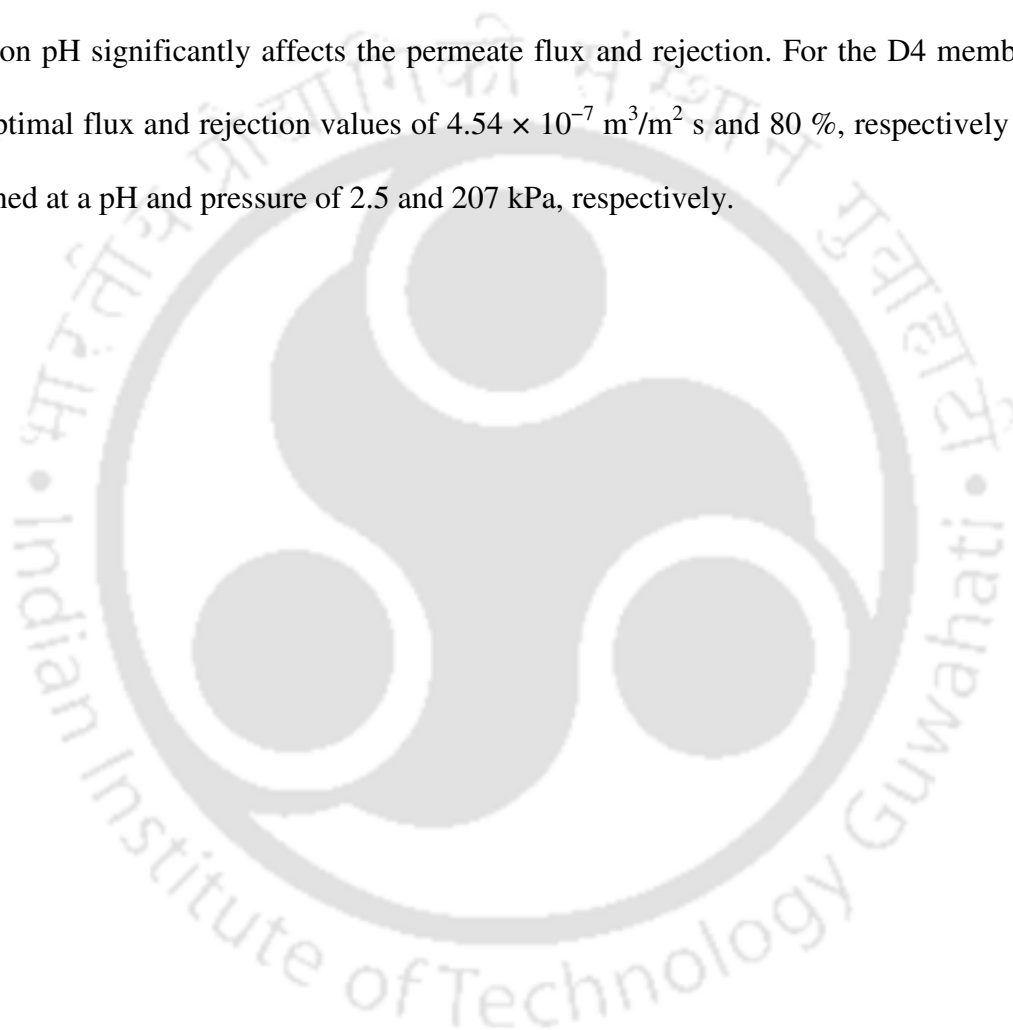 on pH significantly affects the permeate flux and rejection. For the D4 memb
ptimal flux and rejection values of 4.54 × 10⁻⁷ m³/m² s and 80 %, respectively
ned at a pH and pressure of 2.5 and 207 kPa, respectively.
भारतीय प्रौद्योगिकी संस्थान गुवाहाटी
Indian Institute of Technology Guwahati